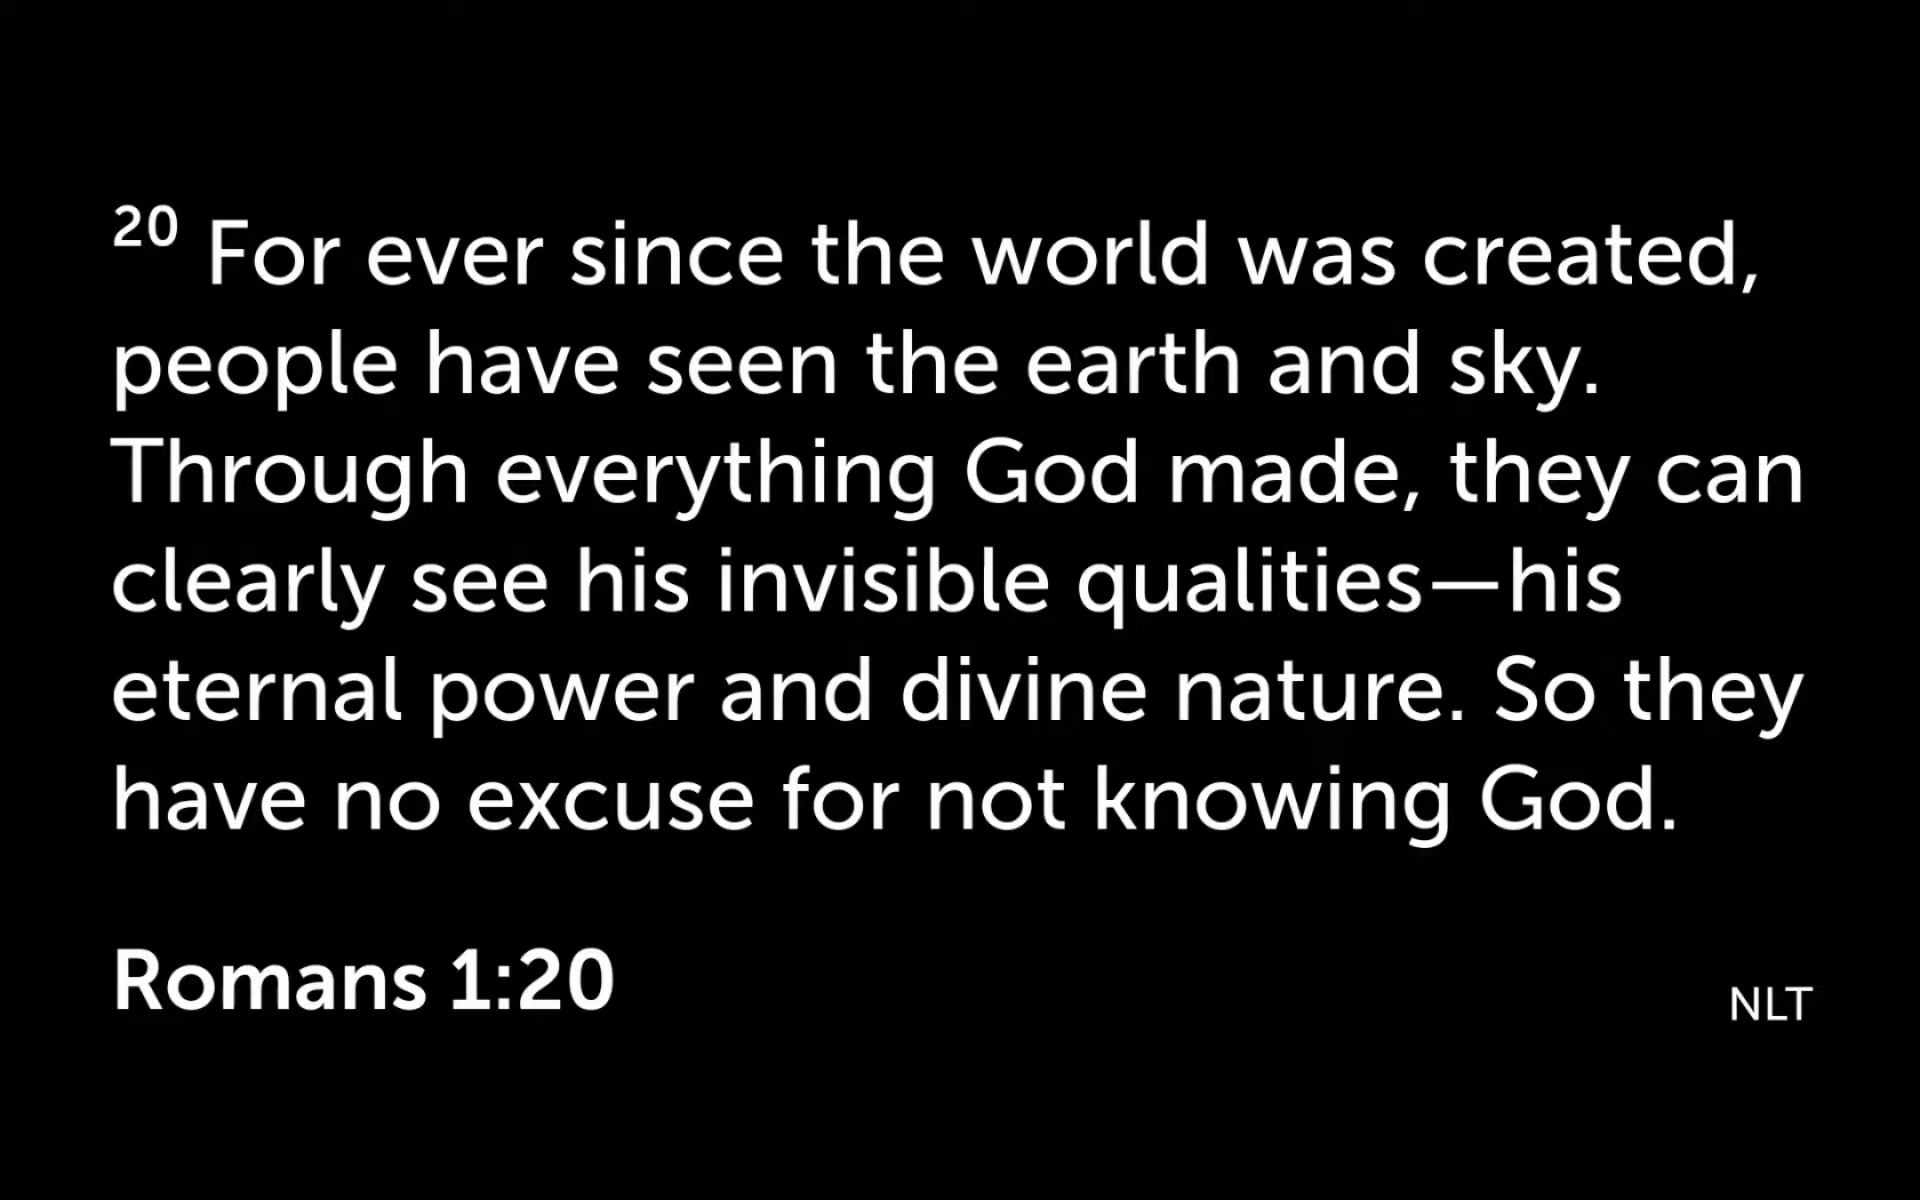 20 For ever since the world was created,
people have seen the earth and sky.
Through everything God made, they can
clearly see his invisible qualities—his
eternal power and divine nature. So they
have no excuse for not knowing God.
Romans 1:20
NLT